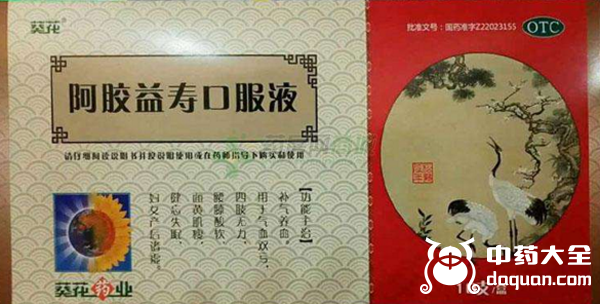 葵花
批准文号：国药准字Z22023155
OTC
阿胶益寿口服液
请仔细阅读说明书并按说明使用或在药师指导下购买和使用
【功能主治】
补气养血。
用于气血双亏，
四肢无力，
腰膝酸软，
面黄肌瘦，
健忘失眠，
妇女产后诸虚。
葵花药业
中药大全
daquan.com